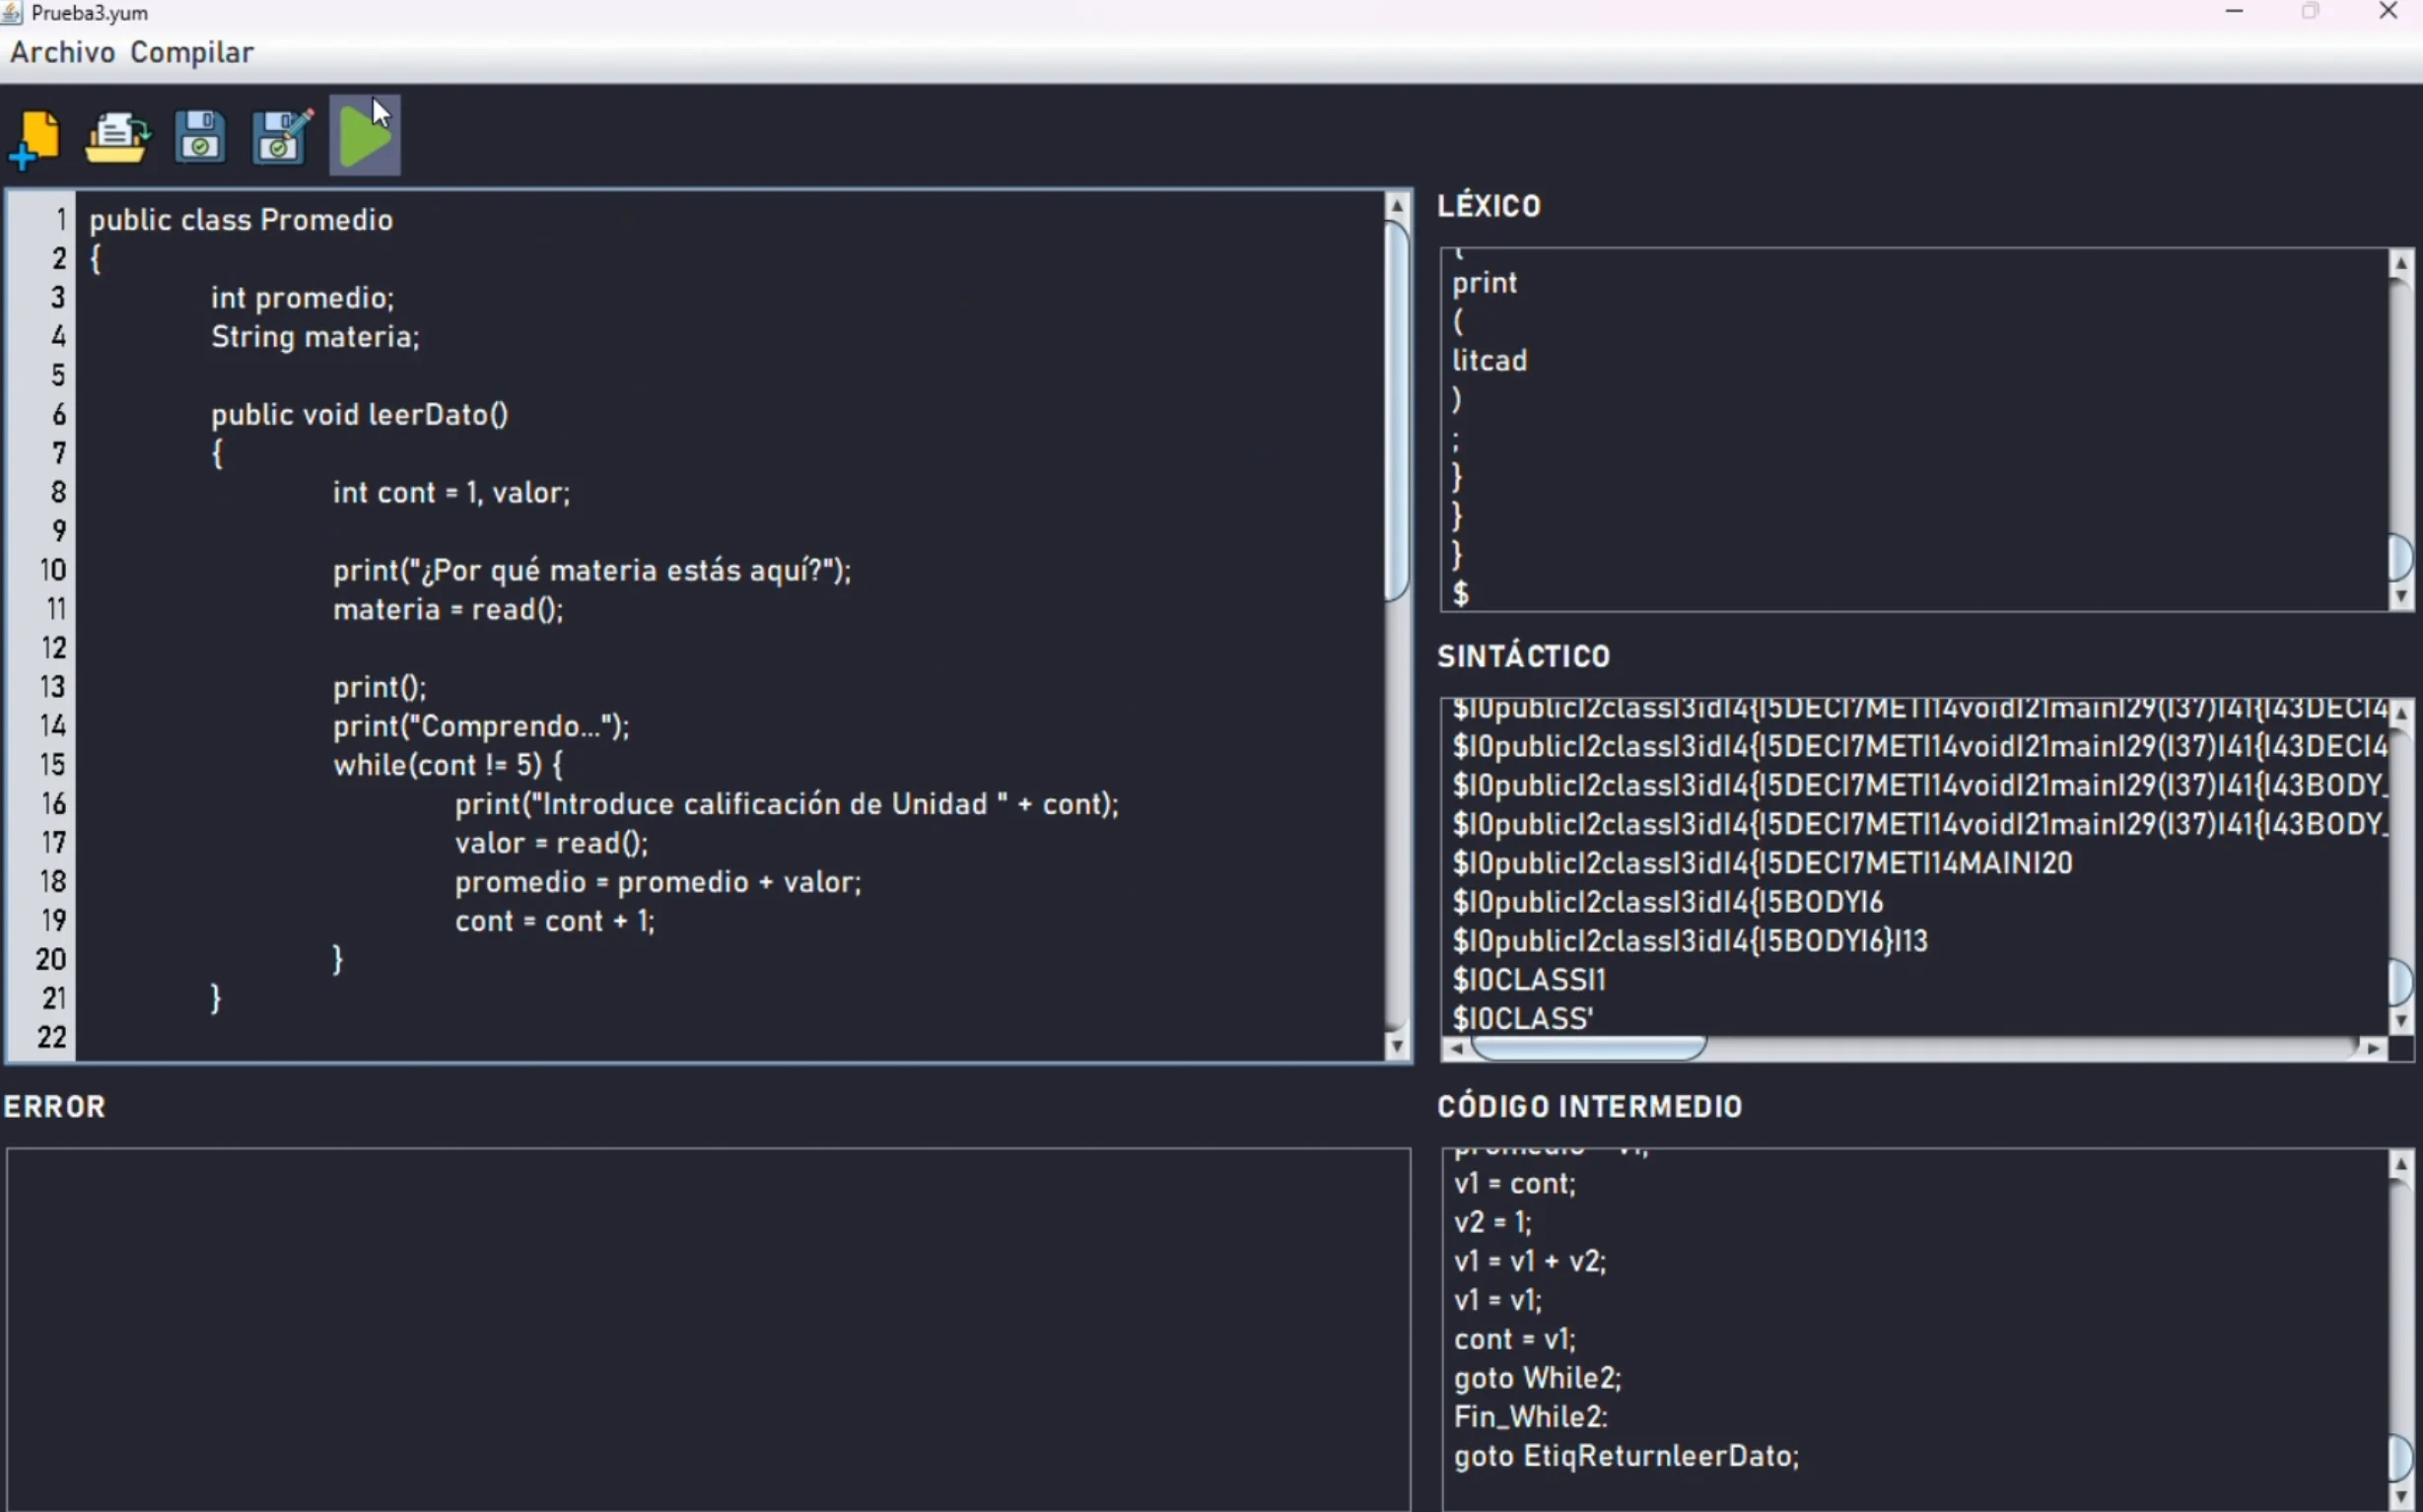 Prueba3.yum
Archivo Compilar
1 public class Promedio
2 {
3 int promedio;
4 String materia;
5
6 public void leerDato()
7 {
8 int cont = 1, valor;
9
10 print("¿Por qué materia estás aquí?");
11 materia = read();
12
13 print();
14 print("Comprendo...");
15 while(cont != 5) {
16 print("Introduce calificación de Unidad " + cont);
17 valor = read();
18 promedio = promedio + valor;
19 cont = cont + 1;
20 }
21 }
22
ERROR
LÉXICO
print
(
litcad
)
;
}
}
}
$
SINTÁCTICO
$I0publicI2classI3idI4{I5DECI7METI14voidI21mainI29(I37)I41{I43DECI4
$I0publicI2classI3idI4{I5DECI7METI14voidI21mainI29(I37)I41{I43DECI4
$I0publicI2classI3idI4{I5DECI7METI14voidI21mainI29(I37)I41{I43BODY_
$I0publicI2classI3idI4{I5DECI7METI14voidI21mainI29(I37)I41{I43BODY_
$I0publicI2classI3idI4{I5DECI7METI14MAINI20
$I0publicI2classI3idI4{I5BODYI6
$I0publicI2classI3idI4{I5BODYI6}I13
$I0CLASSI1
$I0CLASS'
CÓDIGO INTERMEDIO
v1 = cont;
v2 = 1;
v1 = v1 + v2;
v1 = v1;
cont = v1;
goto While2;
Fin_While2:
goto EtiqReturnleerDato;